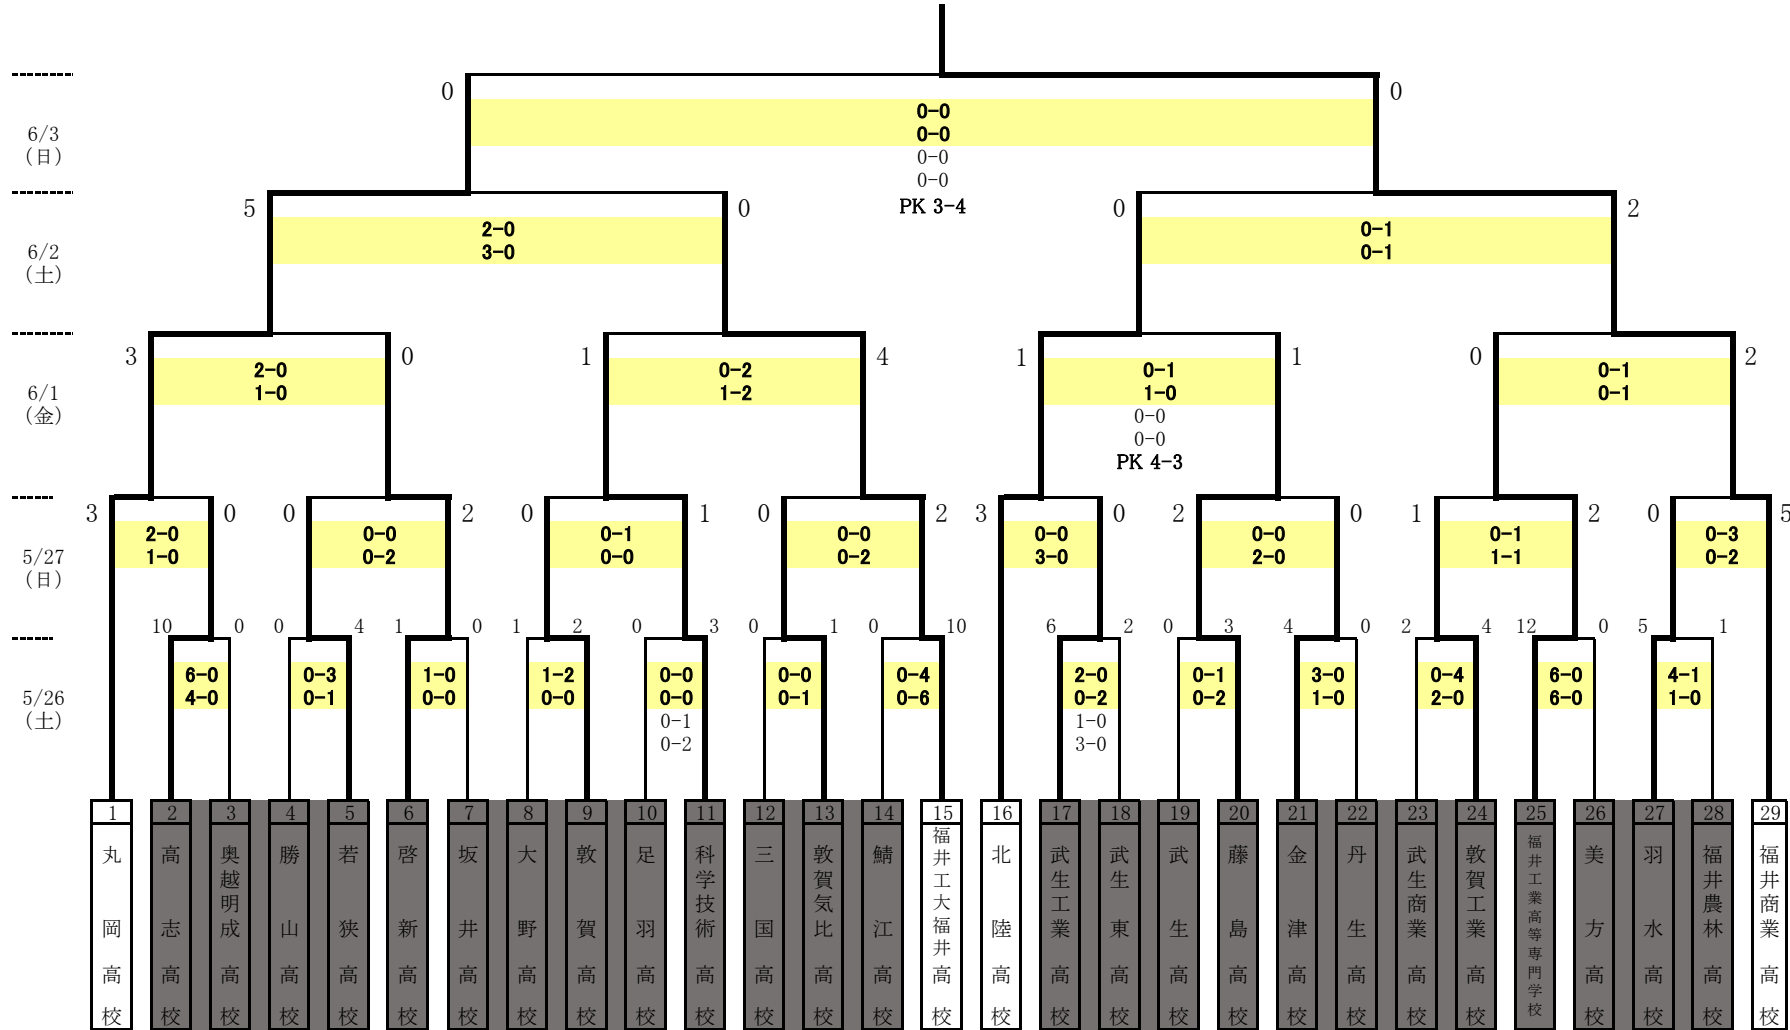 0 0
6/3
(日)
0-0
0-0
0-0
0-0
PK 3-4
5 0 0 2
6/2
(土)
2-0 0-1
3-0 0-1
3 0 1 4 1 1 0 2
6/1
(金)
2-0 0-2 0-1 0-1
1-0 1-2 1-0 0-1
0-0
0-0
PK 4-3
3 0 0 2 0 1 0 2 3 0 2 0 1 2 0 5
5/27
(日)
2-0 0-0 0-1 0-0 0-0 0-0 0-1 0-3
1-0 0-2 0-0 0-2 3-0 2-0 1-1 0-2
10 0 0 4 1 0 1 2 0 3 0 1 0 10 6 2 0 3 4 0 2 4 12 0 5 1
5/26
(土)
6-0 0-3 1-0 1-2 0-0 0-0 0-4 2-0 0-1 3-0 0-4 6-0 4-1
4-0 0-1 0-0 0-0 0-0 0-1 0-6 0-2 0-2 1-0 2-0 6-0 1-0
0-1 1-0
0-2 3-0
1 丸岡高校
2 高志高校
3 奥越明成高校
4 勝山高校
5 若狭高校
6 啓新高校
7 坂井高校
8 大野高校
9 敦賀高校
10 足羽高校
11 科学技術高校
12 三国高校
13 敦賀気比高校
14 鯖江高校
15 福井工大福井高校
16 北陸高校
17 武生工業高校
18 武生東高校
19 武生高校
20 藤島高校
21 金津高校
22 丹生高校
23 武生商業高校
24 敦賀工業高校
25 福井工業高等専門学校
26 美方高校
27 羽水高校
28 福井農林高校
29 福井商業高校